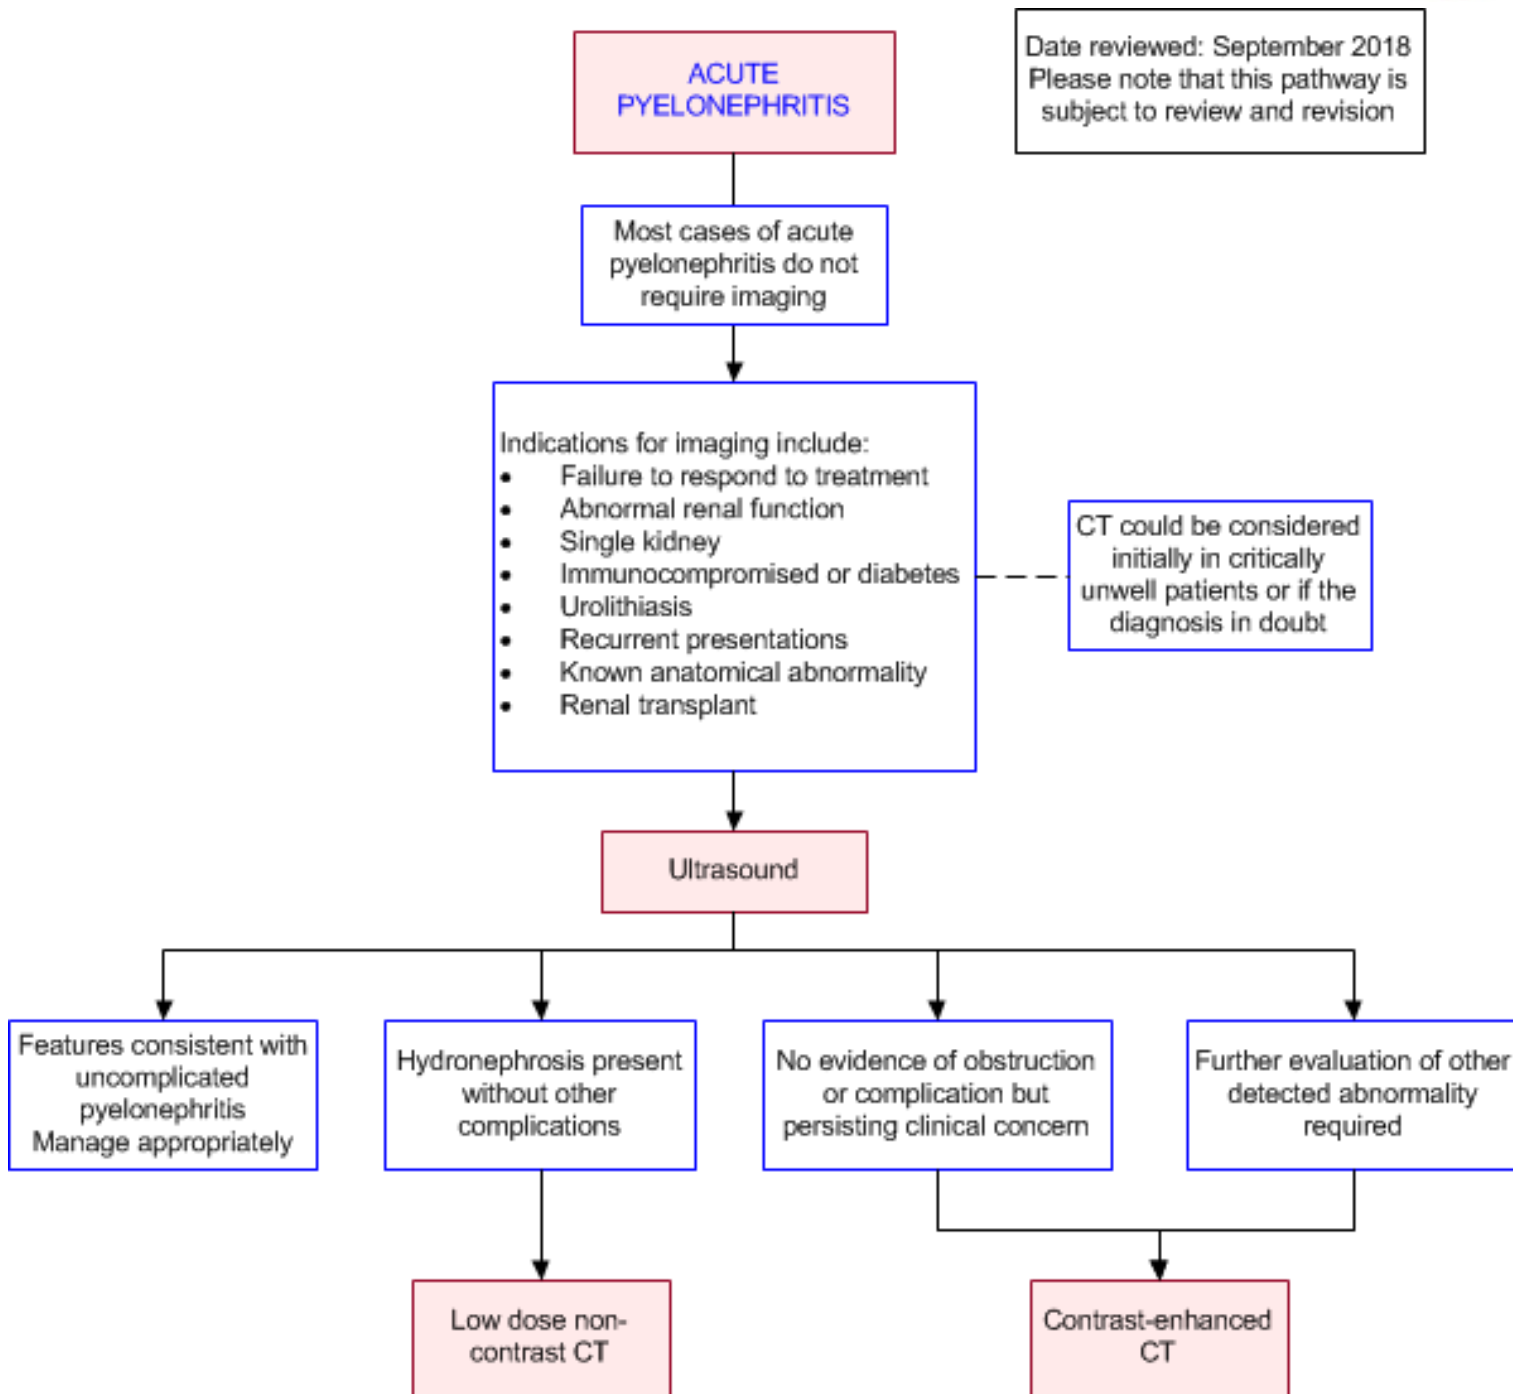 ACUTE
PYELONEPHRITIS
Date reviewed: September 2018
Please note that this pathway is
subject to review and revision
Most cases of acute
pyelonephritis do not
require imaging
Indications for imaging include:
• Failure to respond to treatment
• Abnormal renal function
• Single kidney
• Immunocompromised or diabetes
• Urolithiasis
• Recurrent presentations
• Known anatomical abnormality
• Renal transplant
CT could be considered
initially in critically
unwell patients or if the
diagnosis in doubt
Ultrasound
Features consistent with
uncomplicated
pyelonephritis
Manage appropriately
Hydronephrosis present
without other
complications
No evidence of obstruction
or complication but
persisting clinical concern
Further evaluation of other
detected abnormality
required
Low dose non-
contrast CT
Contrast-enhanced
CT